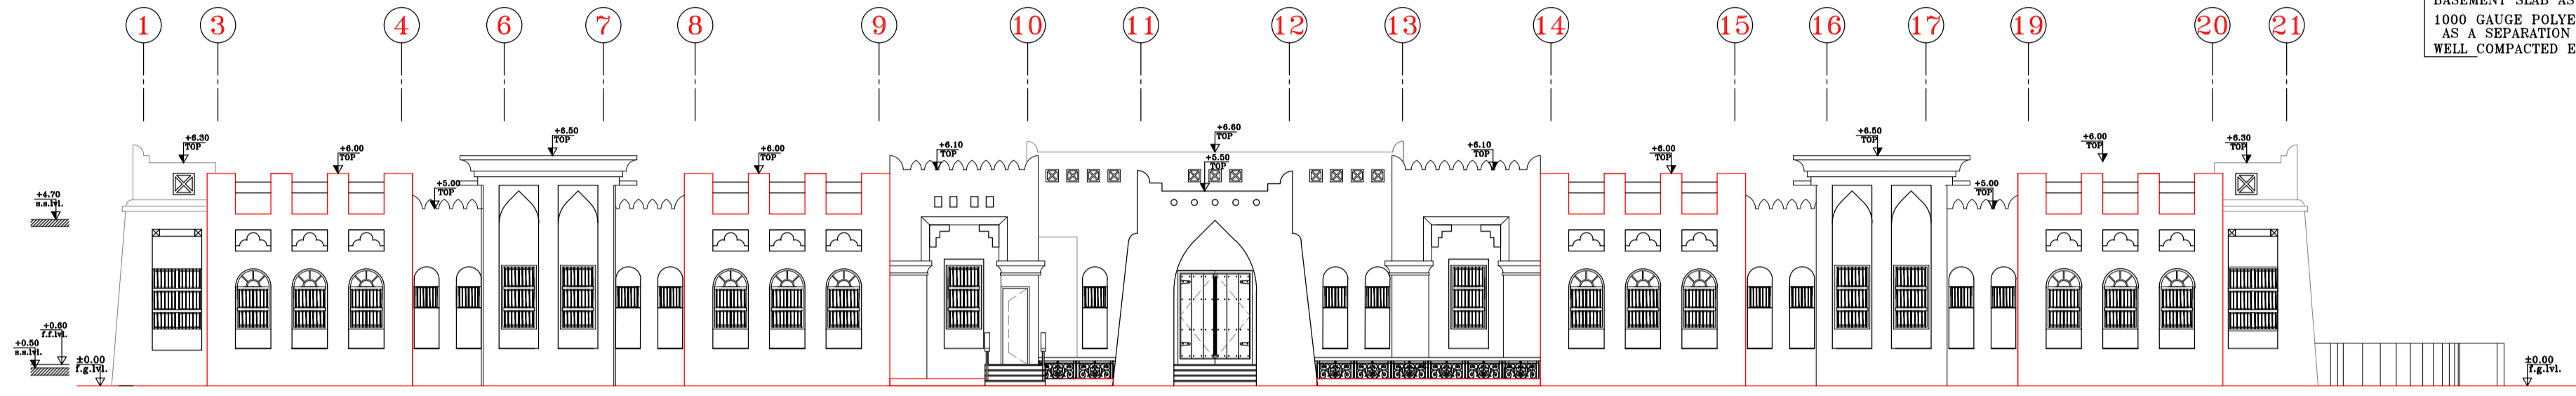 BASEMENT SLAB AS
1000 GAUGE POLYE
AS A SEPARATION
WELL COMPACTED E
1 3 4 6 7 8 9 10 11 12 13 14 15 16 17 19 20 21
+6.30
TOP
+6.00
TOP
+5.00
TOP
+6.50
TOP
+6.00
TOP
+6.10
TOP
+6.60
TOP
+5.50
TOP
+6.10
TOP
+6.00
TOP
+6.50
TOP
+5.00
TOP
+6.00
TOP
+6.30
TOP
+4.70
s.s.lvl.
+0.60
f.f.lvl.
+0.50
s.s.lvl.
±0.00
f.g.lvl.
±0.00
f.g.lvl.